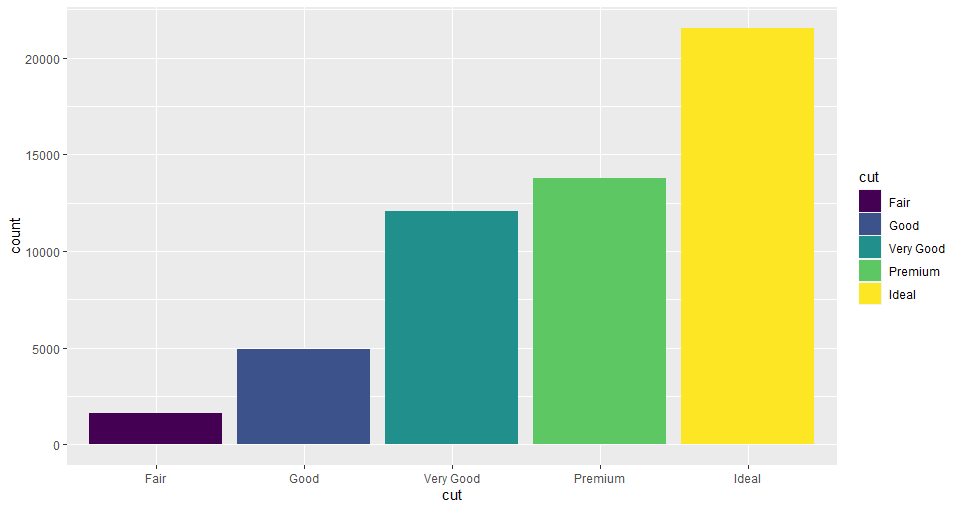 20000
15000
10000
5000
0
count
Fair Good Very Good Premium Ideal
cut
cut
Fair
Good
Very Good
Premium
Ideal